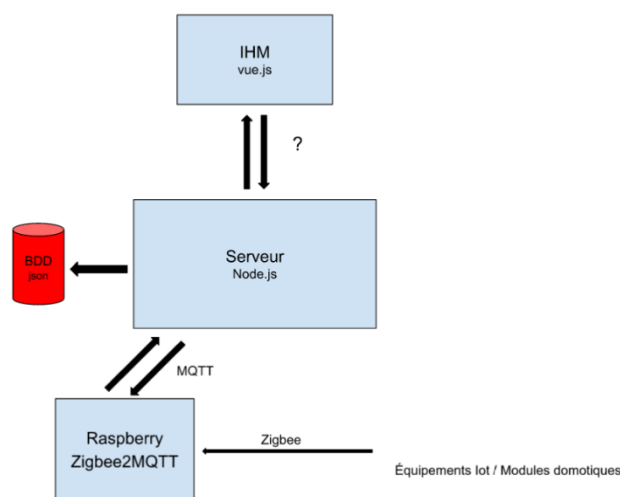 IHM
vue.js
?
Serveur
Node.js
BDD
json
MQTT
Raspberry
Zigbee2MQTT
Zigbee
Équipements Iot / Modules domotiques